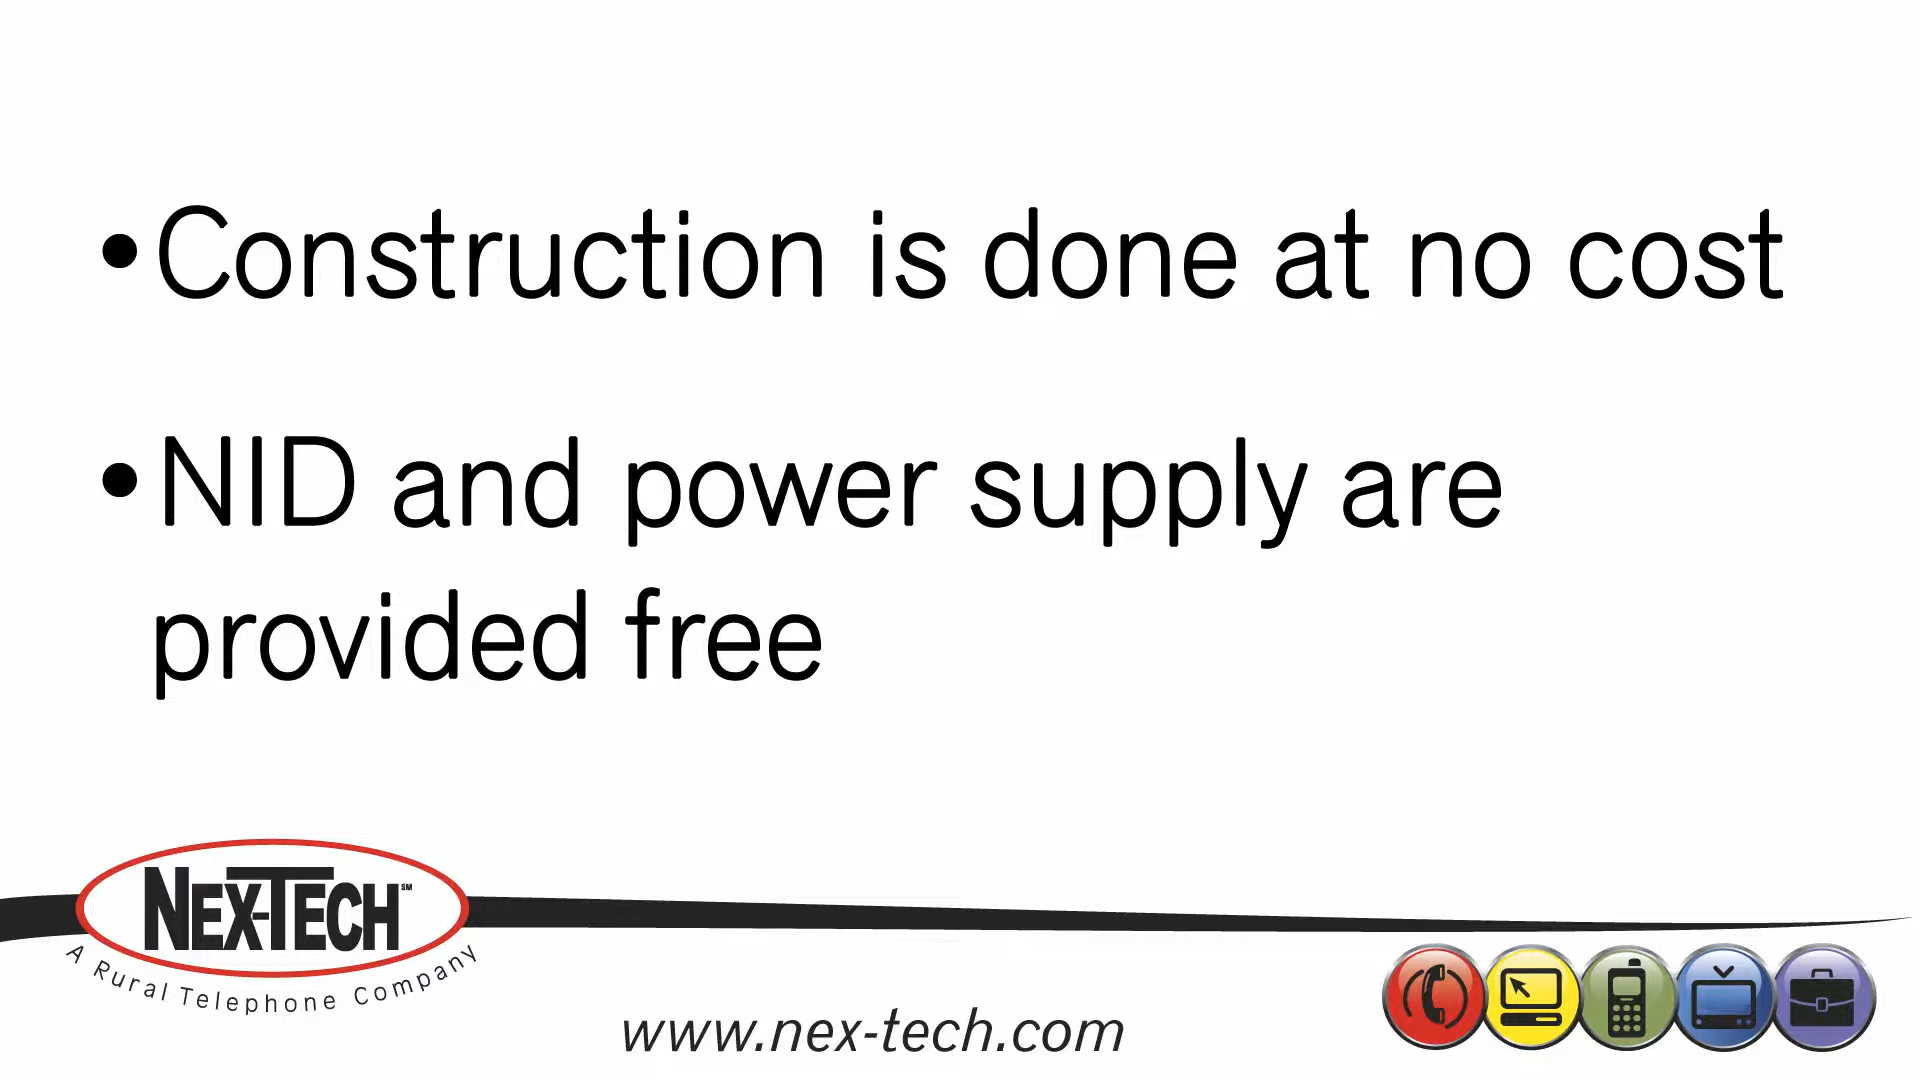 •Construction is done at no cost
•NID and power supply are
provided free
NEX-TECH℠
A Rural Telephone Company
www.nex-tech.com